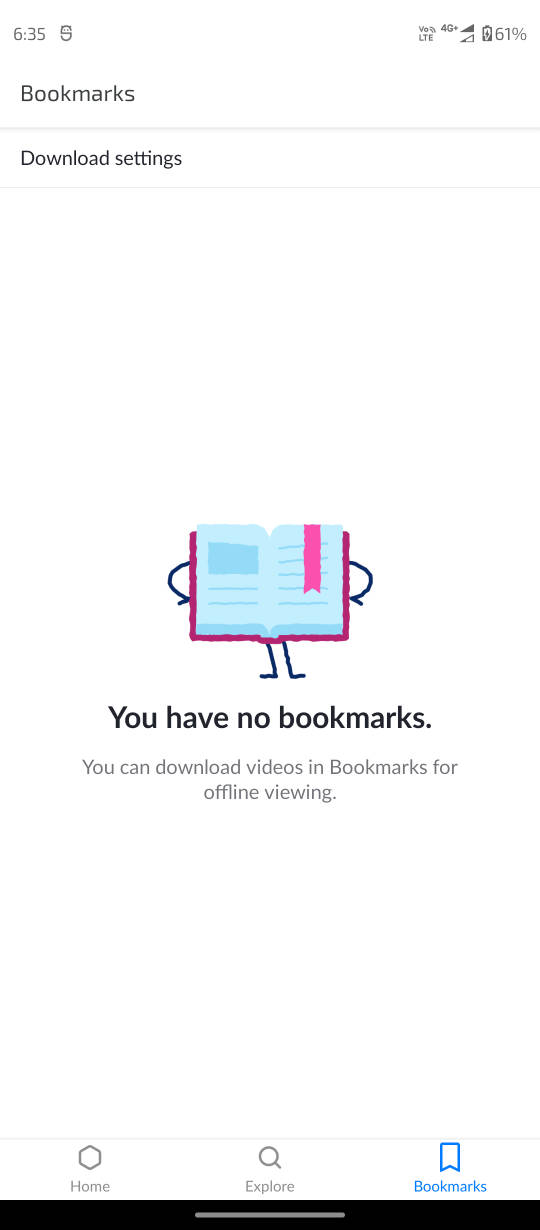 6:35
Vo LTE 4G+ 61%
Bookmarks
Download settings
You have no bookmarks.
You can download videos in Bookmarks for
offline viewing.
Home
Explore
Bookmarks